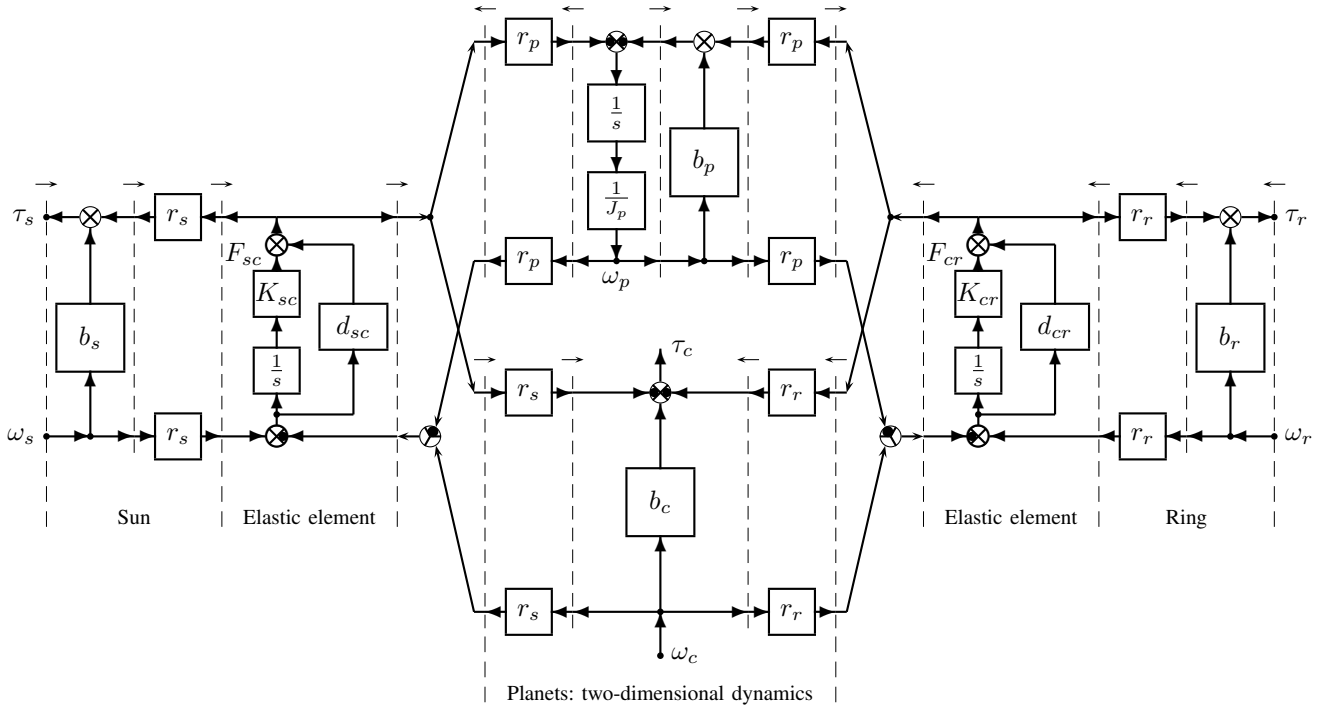 r_p r_p
1/s
b_p
τ_s r_s 1/J_p r_r τ_r
F_sc r_p ω_p r_p F_cr
K_sc K_cr
b_s d_sc d_cr b_r
1/s τ_c 1/s
r_s r_r
ω_s r_s r_r ω_r
b_c
Sun Elastic element Elastic element Ring
r_s r_r
ω_c
Planets: two-dimensional dynamics